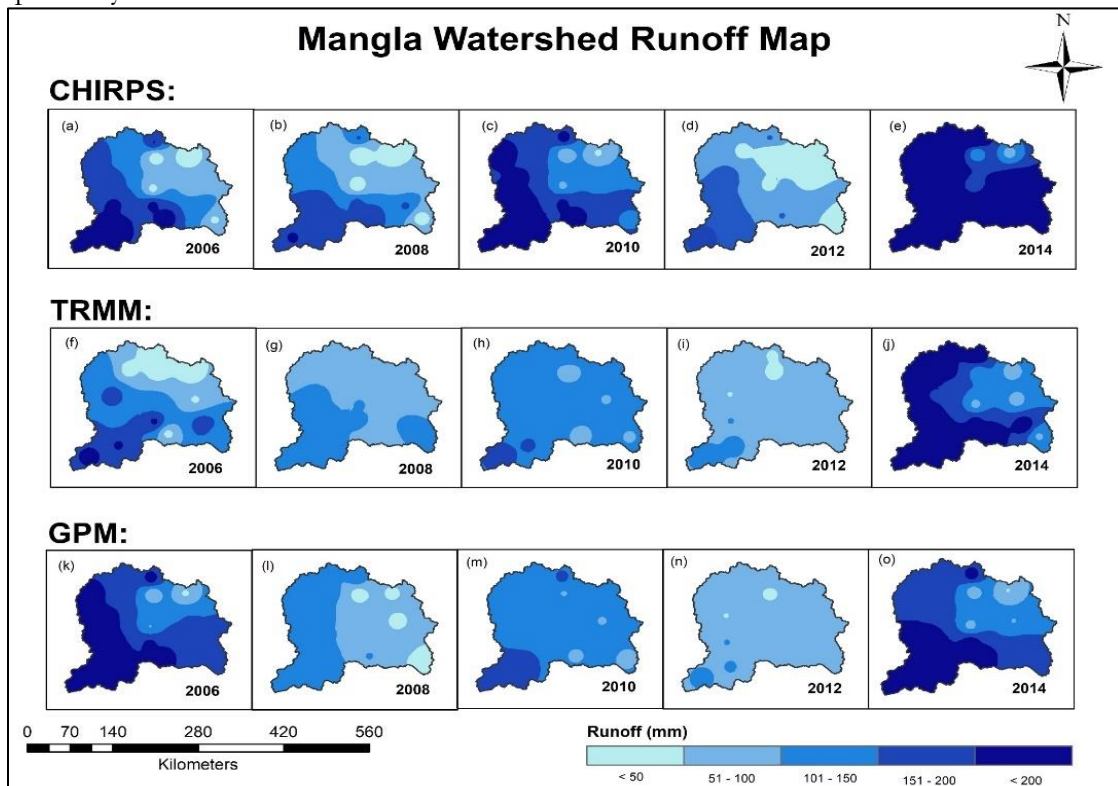 Mangla Watershed Runoff Map
N
CHIRPS:
(a) (b) (c) (d) (e)
2006 2008 2010 2012 2014
TRMM:
(f) (g) (h) (i) (j)
2006 2008 2010 2012 2014
GPM:
(k) (l) (m) (n) (o)
2006 2008 2010 2012 2014
0 70 140 280 420 560
Kilometers
Runoff (mm)
< 50 51 - 100 101 - 150 151 - 200 < 200